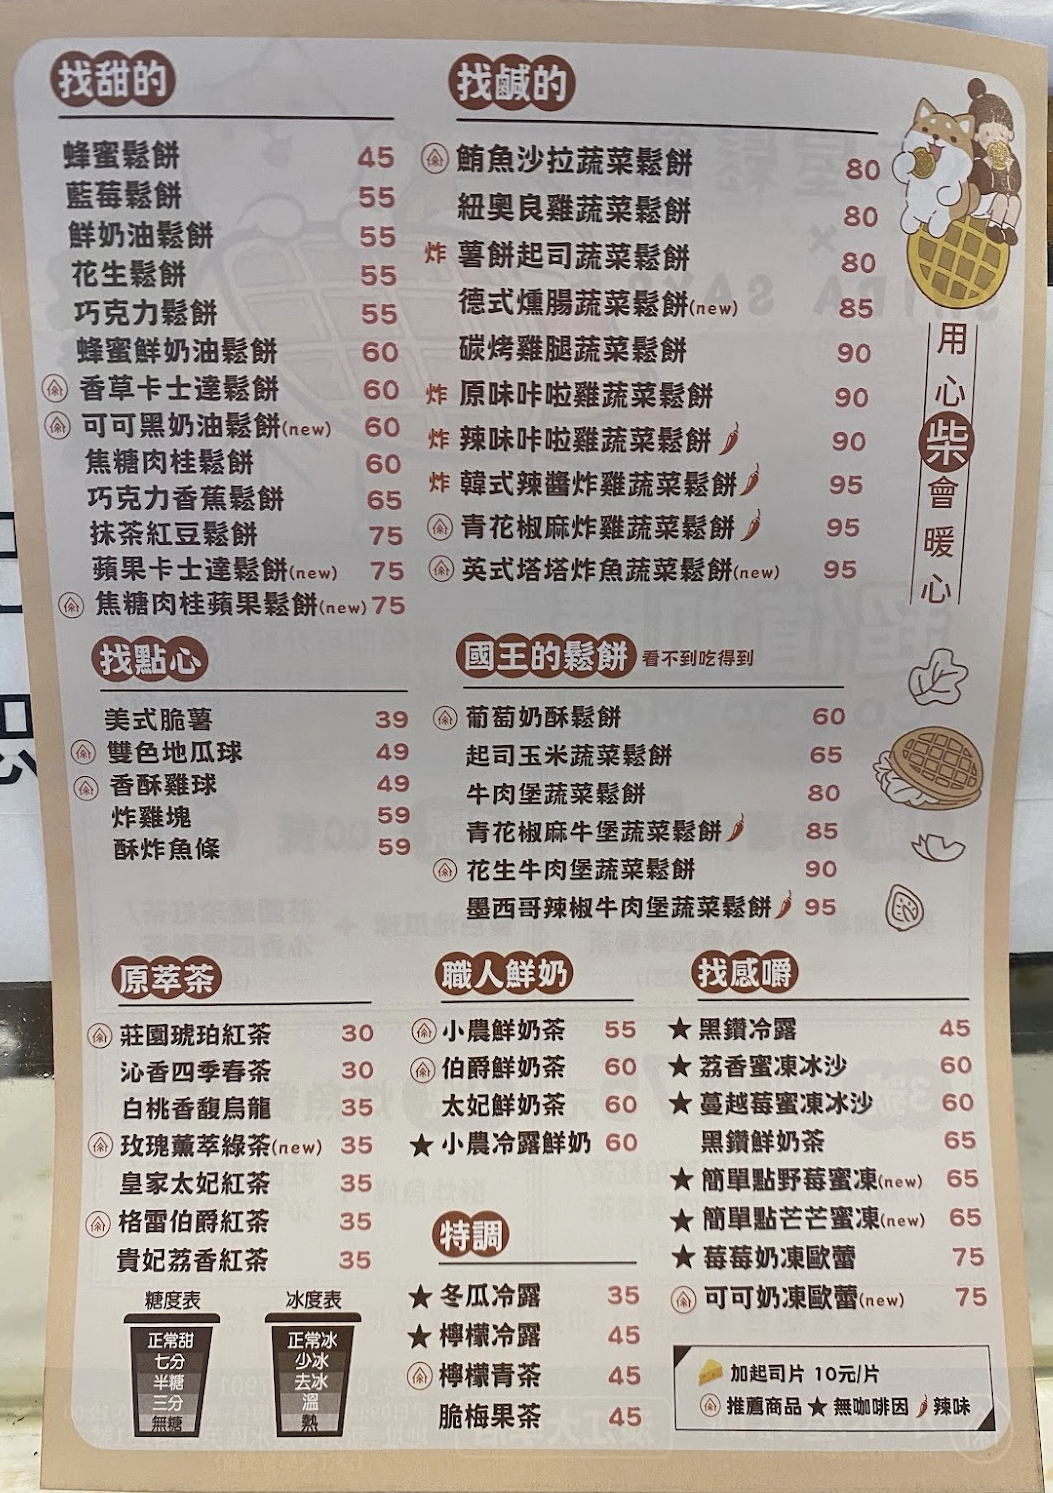 找甜的
蜂蜜鬆餅 45
藍莓鬆餅 55
鮮奶油鬆餅 55
花生鬆餅 55
巧克力鬆餅 55
蜂蜜鮮奶油鬆餅 60
香草卡士達鬆餅 60
可可黑奶油鬆餅(new) 60
焦糖肉桂鬆餅 60
巧克力香蕉鬆餅 65
抹茶紅豆鬆餅 75
蘋果卡士達鬆餅(new) 75
焦糖肉桂蘋果鬆餅(new) 75
找鹹的
鮪魚沙拉蔬菜鬆餅 80
紐奧良雞蔬菜鬆餅 80
炸 薯餅起司蔬菜鬆餅 80
德式燻腸蔬菜鬆餅(new) 85
碳烤雞腿蔬菜鬆餅 90
炸 原味咔啦雞蔬菜鬆餅 90
炸 辣味咔啦雞蔬菜鬆餅 90
炸 韓式辣醬炸雞蔬菜鬆餅 95
青花椒麻炸雞蔬菜鬆餅 95
英式塔塔炸魚蔬菜鬆餅(new) 95
用心柴會暖心
找點心
美式脆薯 39
雙色地瓜球 49
香酥雞球 49
炸雞塊 59
酥炸魚條 59
國王的鬆餅 看不到吃得到
葡萄奶酥鬆餅 60
起司玉米蔬菜鬆餅 65
牛肉堡蔬菜鬆餅 80
青花椒麻牛堡蔬菜鬆餅 85
花生牛肉堡蔬菜鬆餅 90
墨西哥辣椒牛肉堡蔬菜鬆餅 95
原萃茶
莊園琥珀紅茶 30
沁香四季春茶 30
白桃香馥烏龍 35
玫瑰薰萃綠茶(new) 35
皇家太妃紅茶 35
格雷伯爵紅茶 35
貴妃荔香紅茶 35
職人鮮奶
小農鮮奶茶 55
伯爵鮮奶茶 60
太妃鮮奶茶 60
★ 小農冷露鮮奶 60
特調
★ 冬瓜冷露 35
★ 檸檬冷露 45
檸檬青茶 45
脆梅果茶 45
找感嚼
★ 黑鑽冷露 45
★ 荔香蜜凍冰沙 60
★ 蔓越莓蜜凍冰沙 60
黑鑽鮮奶茶 65
★ 簡單點野莓蜜凍(new) 65
★ 簡單點芒芒蜜凍(new) 65
★ 莓莓奶凍歐蕾 75
可可奶凍歐蕾(new) 75
糖度表
正常甜
七分
半糖
三分
無糖
冰度表
正常冰
少冰
去冰
溫
熱
加起司片 10元/片
推薦商品 ★ 無咖啡因 辣味